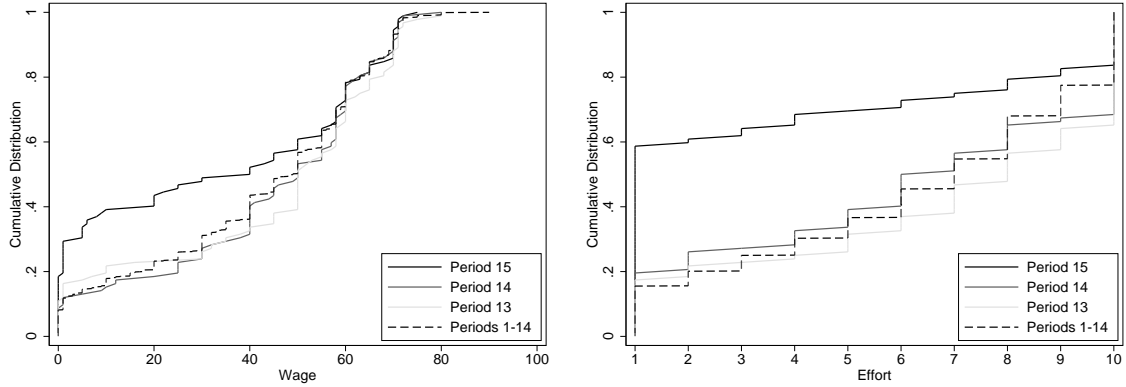 Cumulative Distribution
1
.8
.6
.4
.2
0
0 20 40 60 80 100
Wage
Period 15
Period 14
Period 13
Periods 1-14
Cumulative Distribution
1
.8
.6
.4
.2
0
1 2 3 4 5 6 7 8 9 10
Effort
Period 15
Period 14
Period 13
Periods 1-14